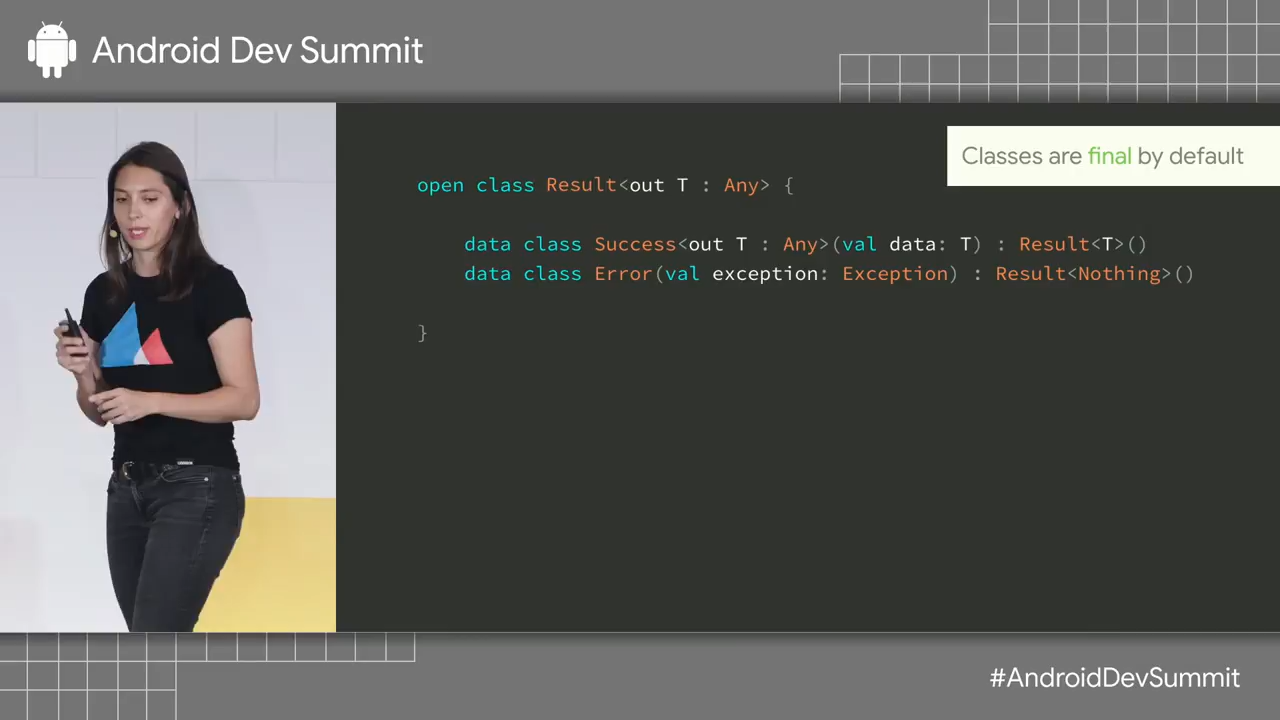 Android Dev Summit
Classes are final by default
open class Result<out T : Any> {
data class Success<out T : Any>(val data: T) : Result<T>()
data class Error(val exception: Exception) : Result<Nothing>()
}
#AndroidDevSummit